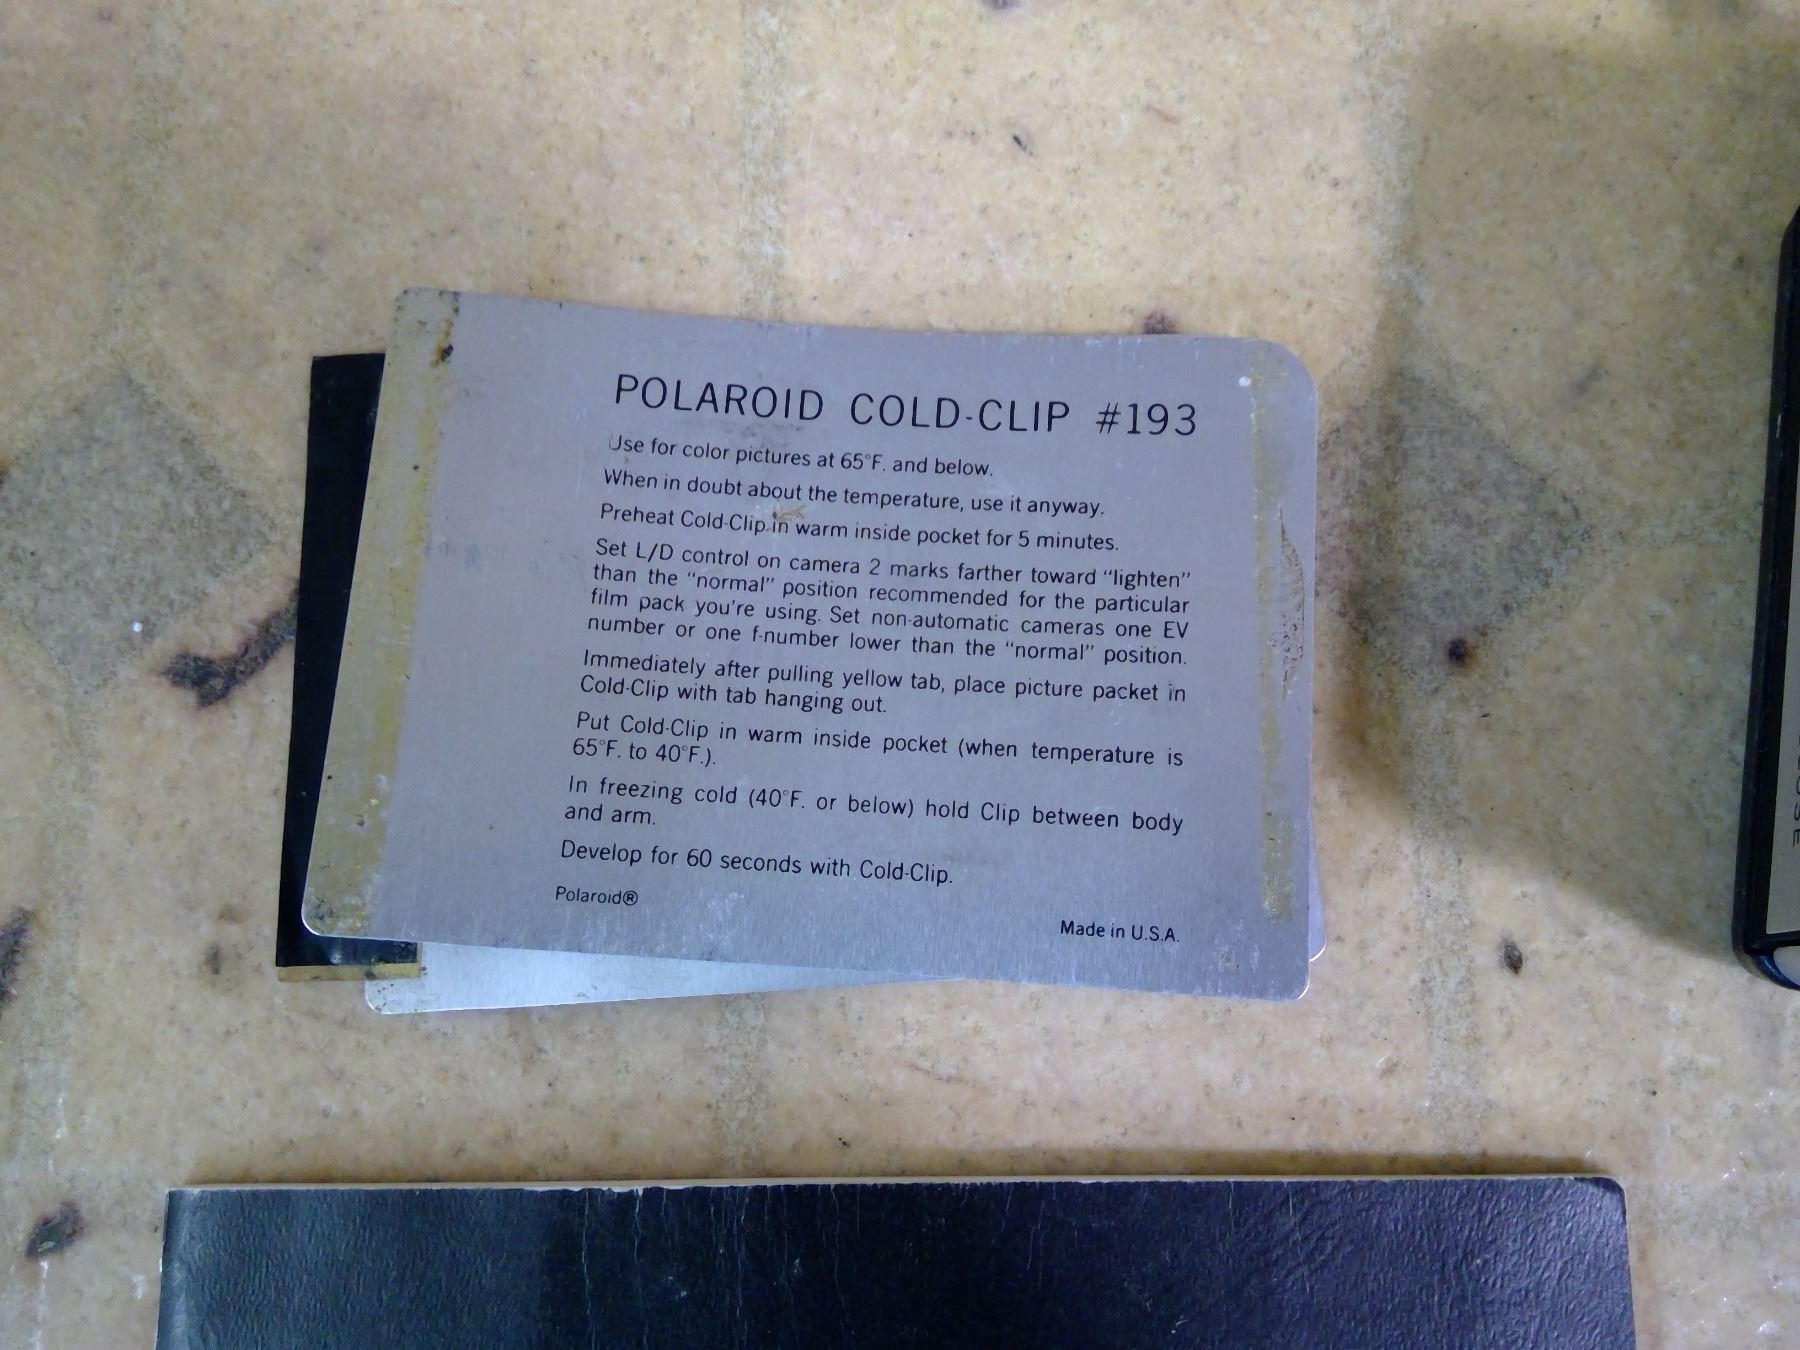 POLAROID COLD-CLIP #193
Use for color pictures at 65°F. and below.
When in doubt about the temperature, use it anyway.
Preheat Cold-Clip in warm inside pocket for 5 minutes.
Set L/D control on camera 2 marks farther toward "lighten"
than the "normal" position recommended for the particular
film pack you're using. Set non-automatic cameras one EV
number or one f-number lower than the "normal" position.
Immediately after pulling yellow tab, place picture packet in
Cold-Clip with tab hanging out.
Put Cold-Clip in warm inside pocket (when temperature is
65°F. to 40°F.).
In freezing cold (40°F. or below) hold Clip between body
and arm.
Develop for 60 seconds with Cold-Clip.
Polaroid®
Made in U.S.A.